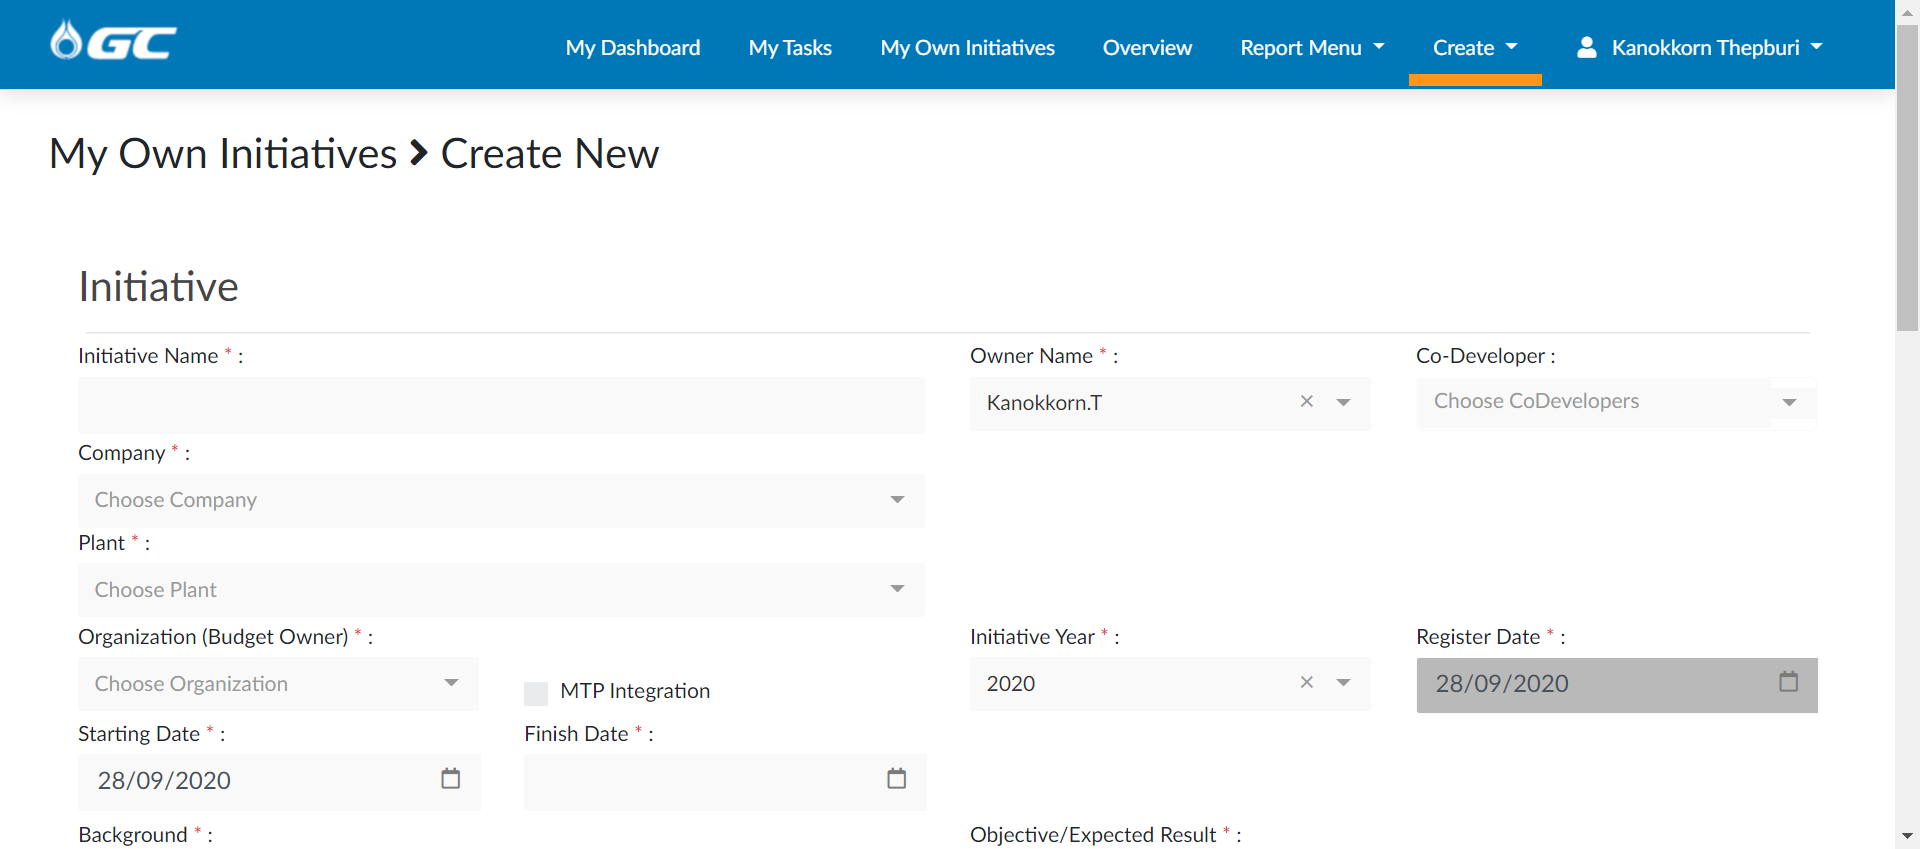 GC My Dashboard My Tasks My Own Initiatives Overview Report Menu Create Kanokkorn Thepburi
My Own Initiatives > Create New
Initiative
Initiative Name * : Owner Name * : Co-Developer :
Kanokkorn.T × Choose CoDevelopers
Company * :
Choose Company
Plant * :
Choose Plant
Organization (Budget Owner) * : Initiative Year * : Register Date * :
Choose Organization MTP Integration 2020 × 28/09/2020
Starting Date * : Finish Date * :
28/09/2020
Background * : Objective/Expected Result * :